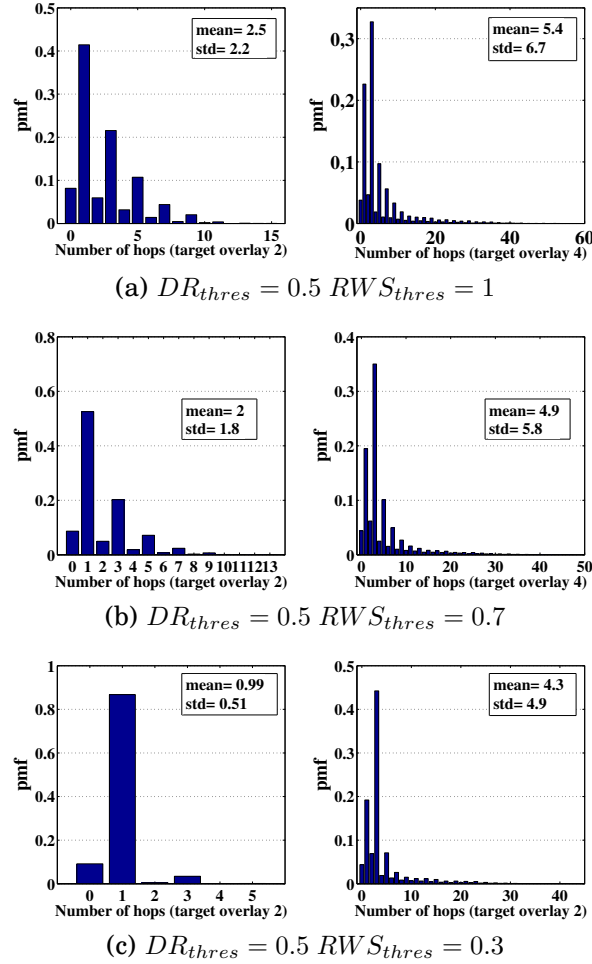 0.5
0.4
0.3
0.2
0.1
0
pmf
mean= 2.5
std= 2.2
0 5 10 15
Number of hops (target overlay 2)
0,3
0,2
0,1
0
pmf
mean= 5.4
std= 6.7
0 20 40 60
Number of hops (target overlay 4)
(a) DR_thres = 0.5 RWS_thres = 1
0.8
0.6
0.4
0.2
0
pmf
mean= 2
std= 1.8
0 1 2 3 4 5 6 7 8 9 10 11 12 13
Number of hops (target overlay 2)
0.4
0.3
0.2
0.1
0
pmf
mean= 4.9
std= 5.8
0 10 20 30 40 50
Number of hops (target overlay 4)
(b) DR_thres = 0.5 RWS_thres = 0.7
1
0.8
0.6
0.4
0.2
0
pmf
mean= 0.99
std= 0.51
0 1 2 3 4 5
Number of hops (target overlay 2)
0.5
0.4
0.3
0.2
0.1
0
pmf
mean= 4.3
std= 4.9
0 10 20 30 40
Number of hops (target overlay 2)
(c) DR_thres = 0.5 RWS_thres = 0.3